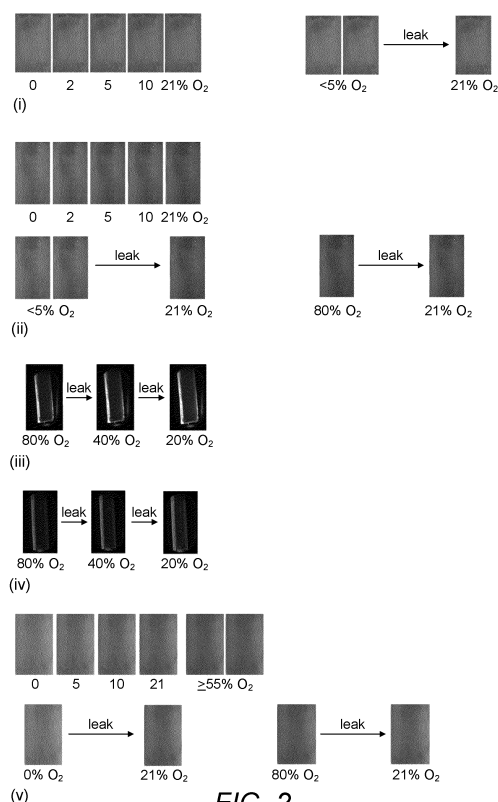 0 2 5 10 21% O₂
leak
<5% O₂ 21% O₂
(i)
0 2 5 10 21% O₂
leak
<5% O₂ 21% O₂
leak
80% O₂ 21% O₂
(ii)
leak leak
80% O₂ 40% O₂ 20% O₂
(iii)
leak leak
80% O₂ 40% O₂ 20% O₂
(iv)
0 5 10 21 ≥55% O₂
leak
0% O₂ 21% O₂
leak
80% O₂ 21% O₂
(v)
FIG. 2